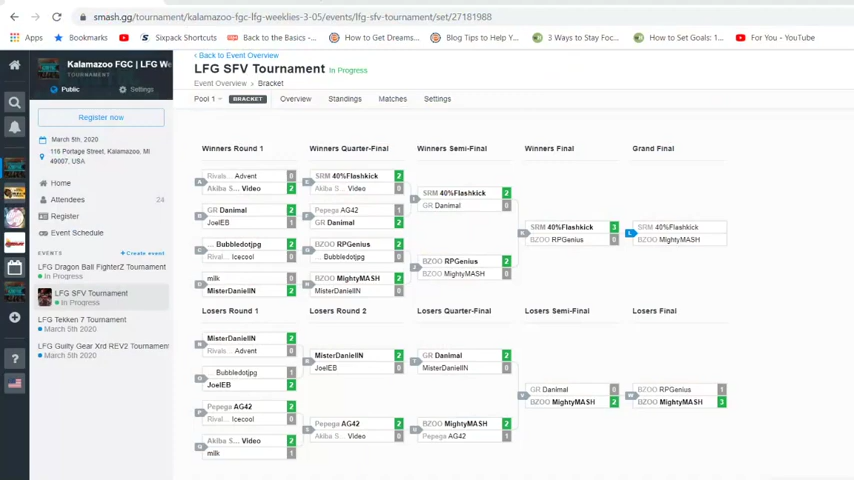 smash.gg/tournament/kalamazoo-fgc-lfg-weeklies-3-05/events/lfg-sfv-tournament/set/27181988
Apps Bookmarks Sixpack Shortcuts Back to the Basics -... How to Get Dreams... Blog Tips to Help Y... 3 Ways to Stay Foc... How to Set Goals: 1... For You - YouTube
Kalamazoo FGC | LFG We
TOURNAMENT
Public Settings
Register now
March 5th, 2020
116 Portage Street, Kalamazoo, MI
49007, USA
Home
Attendees 24
Register
Event Schedule
EVENTS + Create event
LFG Dragon Ball FighterZ Tournament
In Progress
LFG SFV Tournament
In Progress
LFG Tekken 7 Tournament
March 5th 2020
LFG Guilty Gear Xrd REV2 Tournament
March 5th 2020
?
‹ Back to Event Overview
LFG SFV Tournament In Progress
Event Overview > Bracket
Pool 1 BRACKET Overview Standings Matches Settings
Winners Round 1
Rivals... Advent 0
Akiba S... Video 2
GR Danimal 2
JoelEB 1
... Bubbledotjpg 2
Rival... Icecool 0
milk 0
MisterDanielIN 2
Winners Quarter-Final
SRM 40%Flashkick 2
Akiba S... Video 0
Pepega AG42 1
GR Danimal 2
BZOO RPGenius 2
... Bubbledotjpg 0
BZOO MightyMASH 2
MisterDanielIN 0
Winners Semi-Final
SRM 40%Flashkick 2
GR Danimal 0
BZOO RPGenius 2
BZOO MightyMASH 0
Winners Final
SRM 40%Flashkick 3
BZOO RPGenius 0
Grand Final
SRM 40%Flashkick
BZOO MightyMASH
Losers Round 1
MisterDanielIN 2
Rivals... Advent 0
... Bubbledotjpg 1
JoelEB 2
Pepega AG42 2
Rival... Icecool 0
Akiba S... Video 2
milk 1
Losers Round 2
MisterDanielIN 2
JoelEB 0
Pepega AG42 2
Akiba S... Video 0
Losers Quarter-Final
GR Danimal 2
MisterDanielIN 0
BZOO MightyMASH 2
Pepega AG42 1
Losers Semi-Final
GR Danimal 0
BZOO MightyMASH 2
Losers Final
BZOO RPGenius 1
BZOO MightyMASH 3